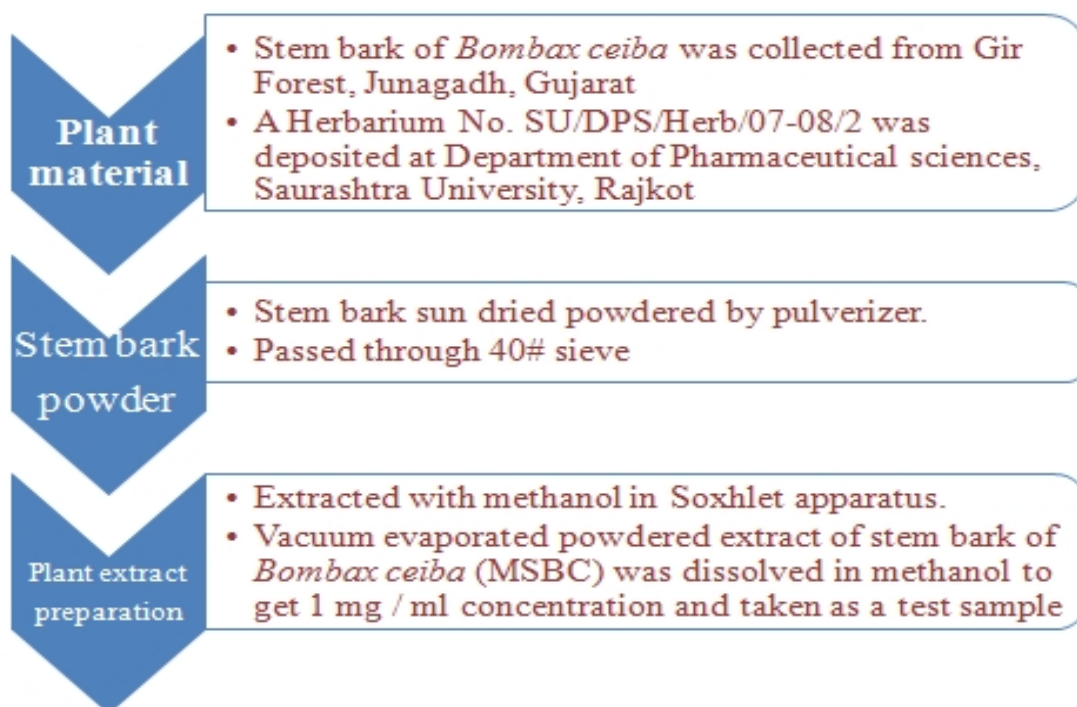 Plant
material
• Stem bark of Bombax ceiba was collected from Gir
Forest, Junagadh, Gujarat
• A Herbarium No. SU/DPS/Herb/07-08/2 was
deposited at Department of Pharmaceutical sciences,
Saurashtra University, Rajkot
Stem bark
powder
• Stem bark sun dried powdered by pulverizer.
• Passed through 40# sieve
Plant extract
preparation
• Extracted with methanol in Soxhlet apparatus.
• Vacuum evaporated powdered extract of stem bark of
Bombax ceiba (MSBC) was dissolved in methanol to
get 1 mg / ml concentration and taken as a test sample